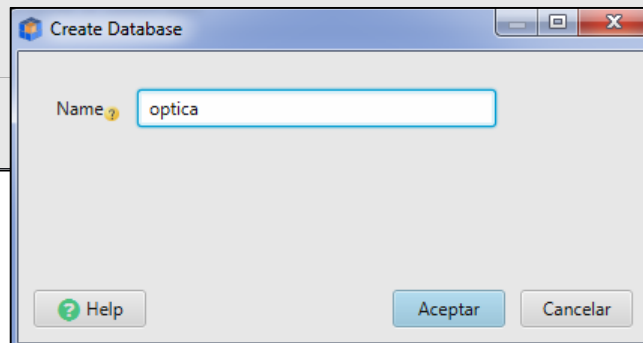 Create Database
Name
optica
Help
Aceptar
Cancelar